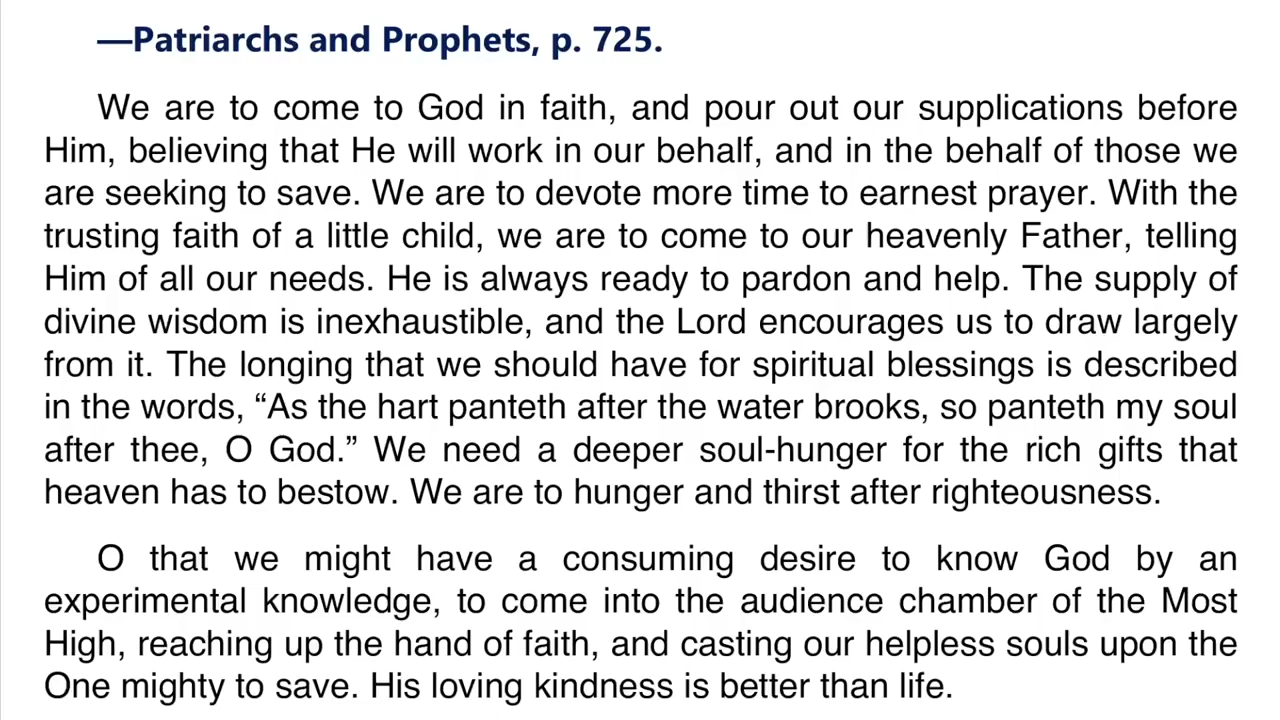 —Patriarchs and Prophets, p. 725.
We are to come to God in faith, and pour out our supplications before
Him, believing that He will work in our behalf, and in the behalf of those we
are seeking to save. We are to devote more time to earnest prayer. With the
trusting faith of a little child, we are to come to our heavenly Father, telling
Him of all our needs. He is always ready to pardon and help. The supply of
divine wisdom is inexhaustible, and the Lord encourages us to draw largely
from it. The longing that we should have for spiritual blessings is described
in the words, “As the hart panteth after the water brooks, so panteth my soul
after thee, O God.” We need a deeper soul-hunger for the rich gifts that
heaven has to bestow. We are to hunger and thirst after righteousness.
O that we might have a consuming desire to know God by an
experimental knowledge, to come into the audience chamber of the Most
High, reaching up the hand of faith, and casting our helpless souls upon the
One mighty to save. His loving kindness is better than life.